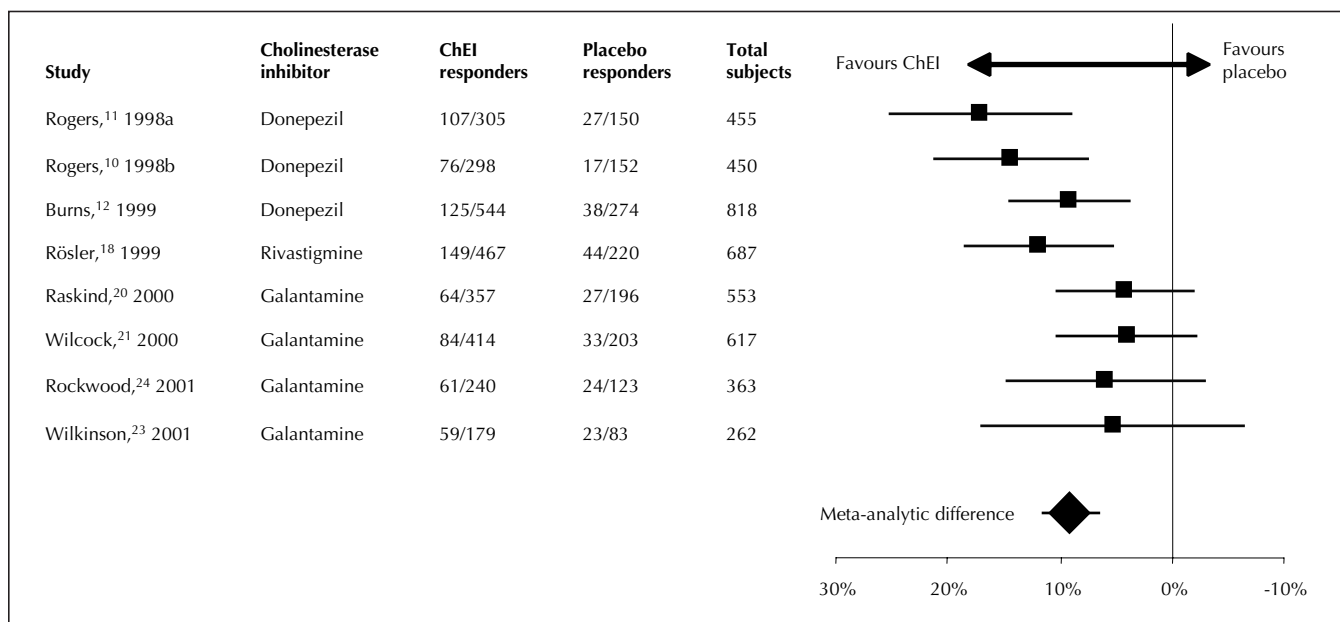 Study Cholinesterase inhibitor ChEI responders Placebo responders Total subjects
Favours ChEI Favours placebo
Rogers,11 1998a Donepezil 107/305 27/150 455
Rogers,10 1998b Donepezil 76/298 17/152 450
Burns,12 1999 Donepezil 125/544 38/274 818
Rösler,18 1999 Rivastigmine 149/467 44/220 687
Raskind,20 2000 Galantamine 64/357 27/196 553
Wilcock,21 2000 Galantamine 84/414 33/203 617
Rockwood,24 2001 Galantamine 61/240 24/123 363
Wilkinson,23 2001 Galantamine 59/179 23/83 262
Meta-analytic difference
30% 20% 10% 0% -10%